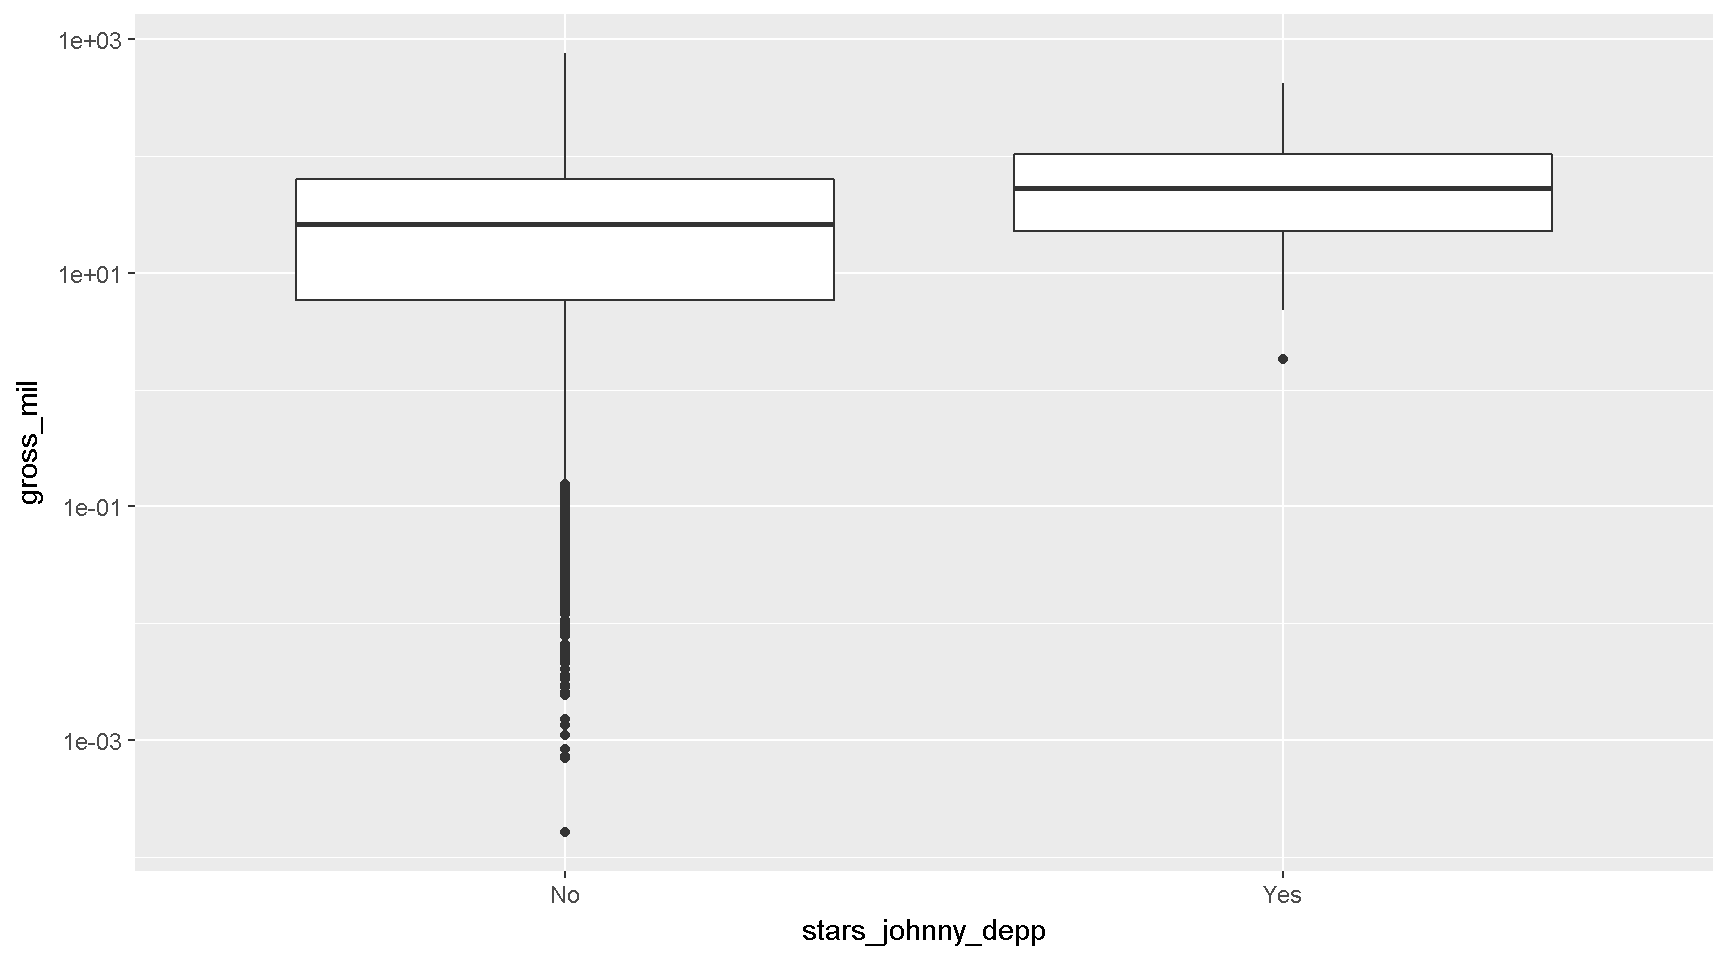 1e+03
1e+01
1e-01
1e-03
gross_mil
No
Yes
stars_johnny_depp